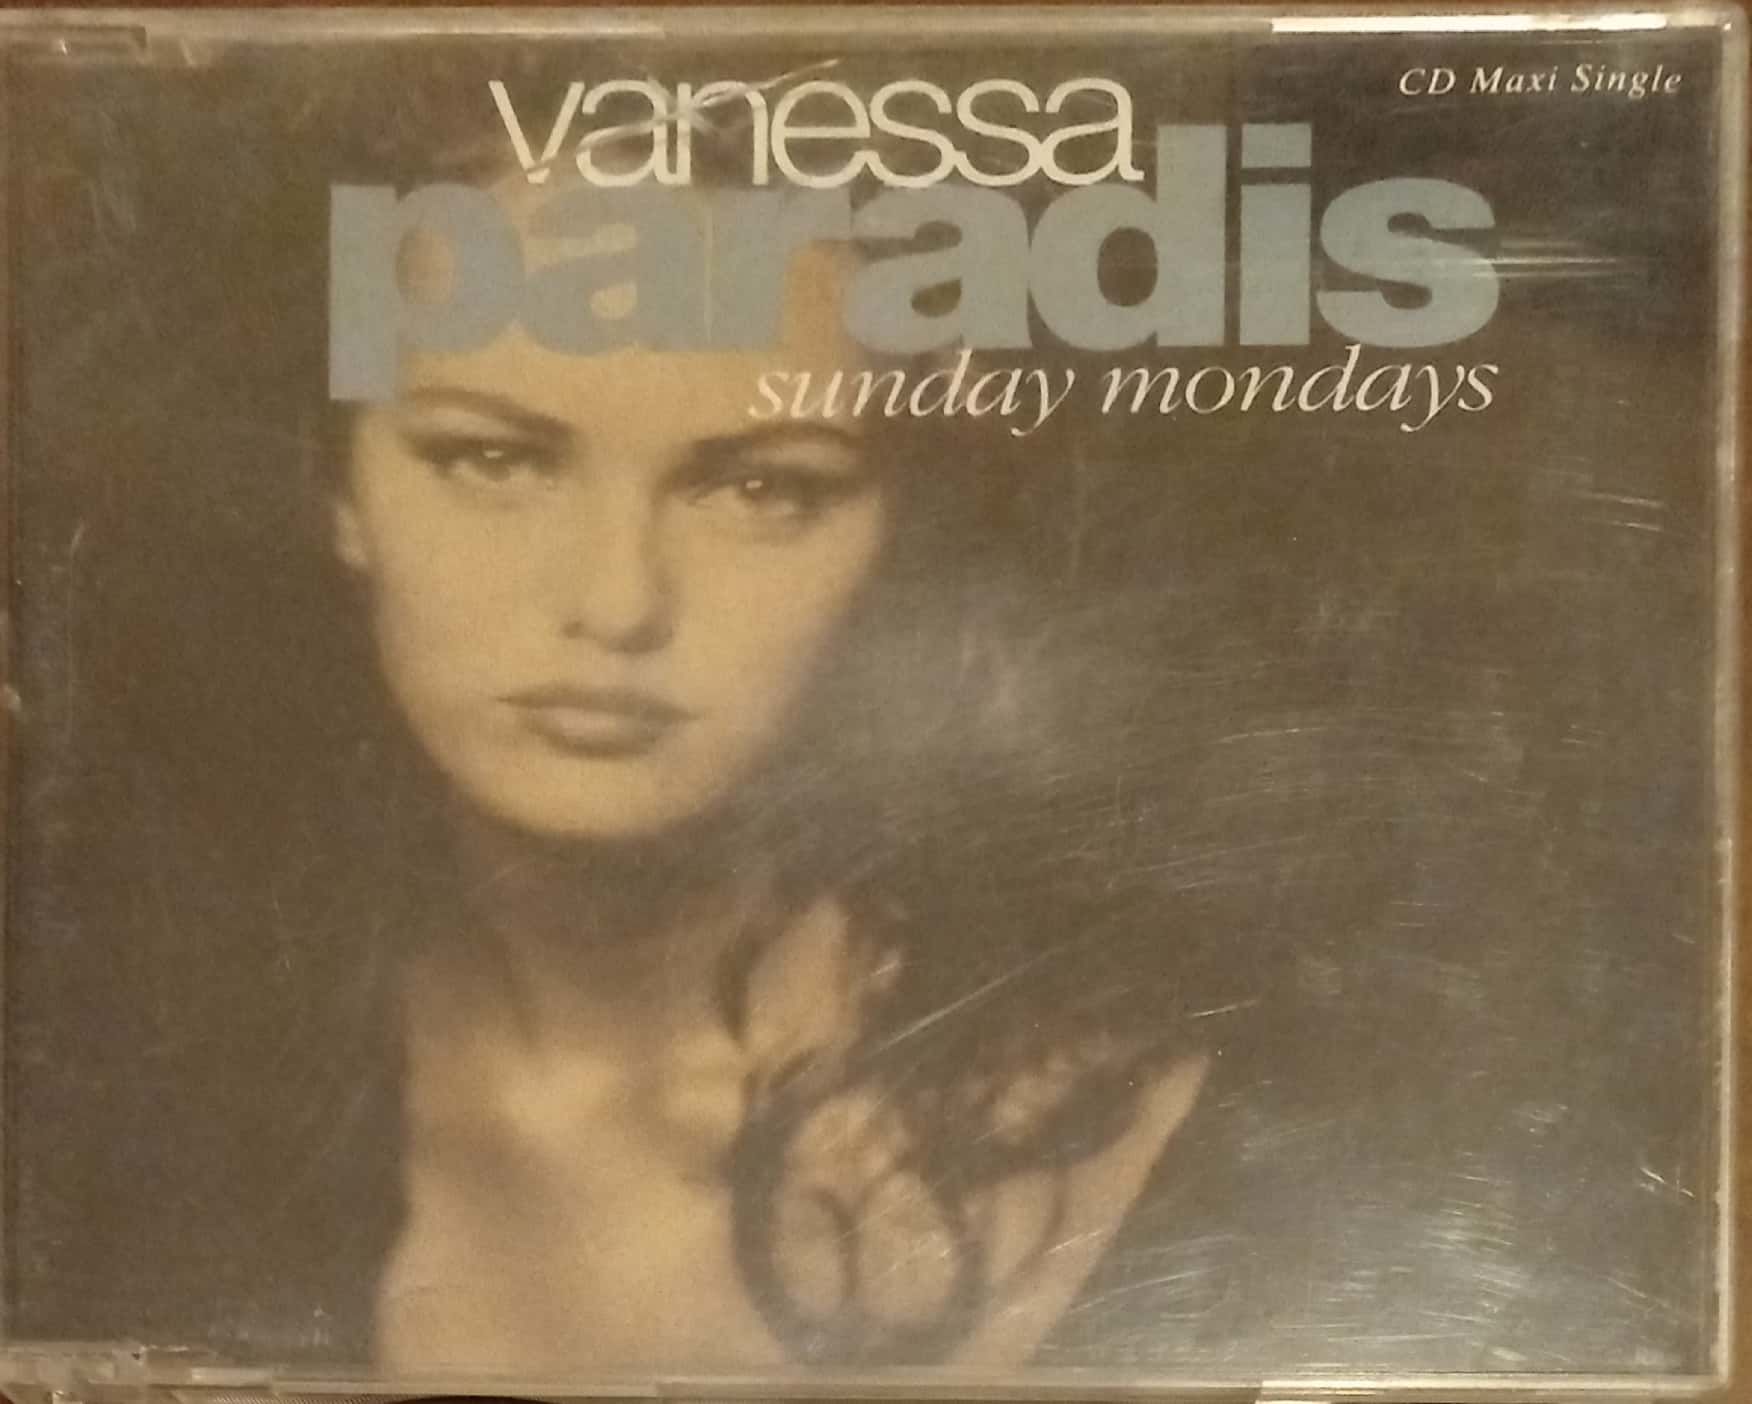 CD Maxi Single
vanessa
paradis
sunday mondays